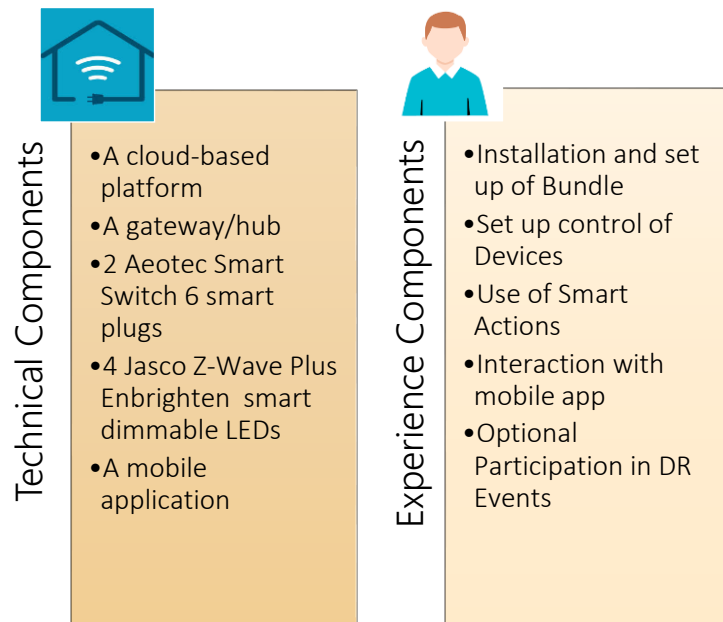 Technical Components
•A cloud-based
platform
•A gateway/hub
•2 Aeotec Smart
Switch 6 smart
plugs
•4 Jasco Z-Wave Plus
Enbrighten smart
dimmable LEDs
•A mobile
application
Experience Components
•Installation and set
up of Bundle
•Set up control of
Devices
•Use of Smart
Actions
•Interaction with
mobile app
•Optional
Participation in DR
Events